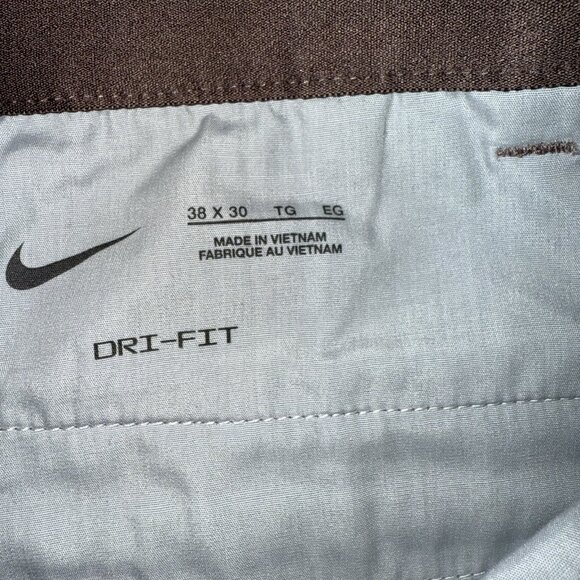 38 X 30 TG EG
MADE IN VIETNAM
FABRIQUE AU VIETNAM
DRI-FIT